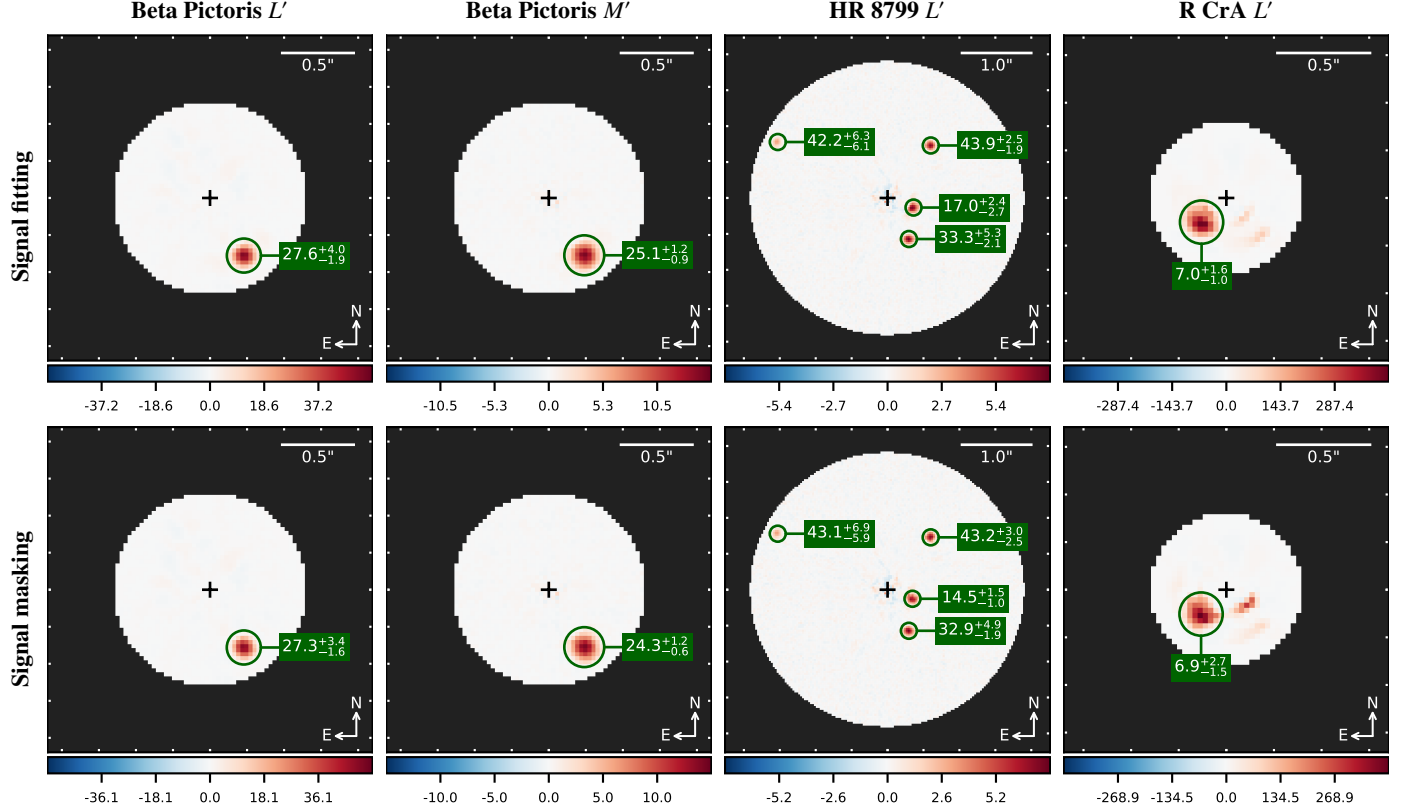 Beta Pictoris L′ Beta Pictoris M′ HR 8799 L′ R CrA L′
Signal fitting
0.5" 0.5" 1.0" 0.5"
42.2 +6.3 −6.1 43.9 +2.5 −1.9
17.0 +2.4 −2.7
33.3 +5.3 −2.1
27.6 +4.0 −1.9 25.1 +1.2 −0.9 7.0 +1.6 −1.0
N N N N
E E E E
-37.2 -18.6 0.0 18.6 37.2 -10.5 -5.3 0.0 5.3 10.5 -5.4 -2.7 0.0 2.7 5.4 -287.4 -143.7 0.0 143.7 287.4
Signal masking
0.5" 0.5" 1.0" 0.5"
43.1 +6.9 −5.9 43.2 +3.0 −2.5
14.5 +1.5 −1.0
32.9 +4.9 −1.9
27.3 +3.4 −1.6 24.3 +1.2 −0.6 6.9 +2.7 −1.5
N N N N
E E E E
-36.1 -18.1 0.0 18.1 36.1 -10.0 -5.0 0.0 5.0 10.0 -5.2 -2.6 0.0 2.6 5.2 -268.9 -134.5 0.0 134.5 268.9